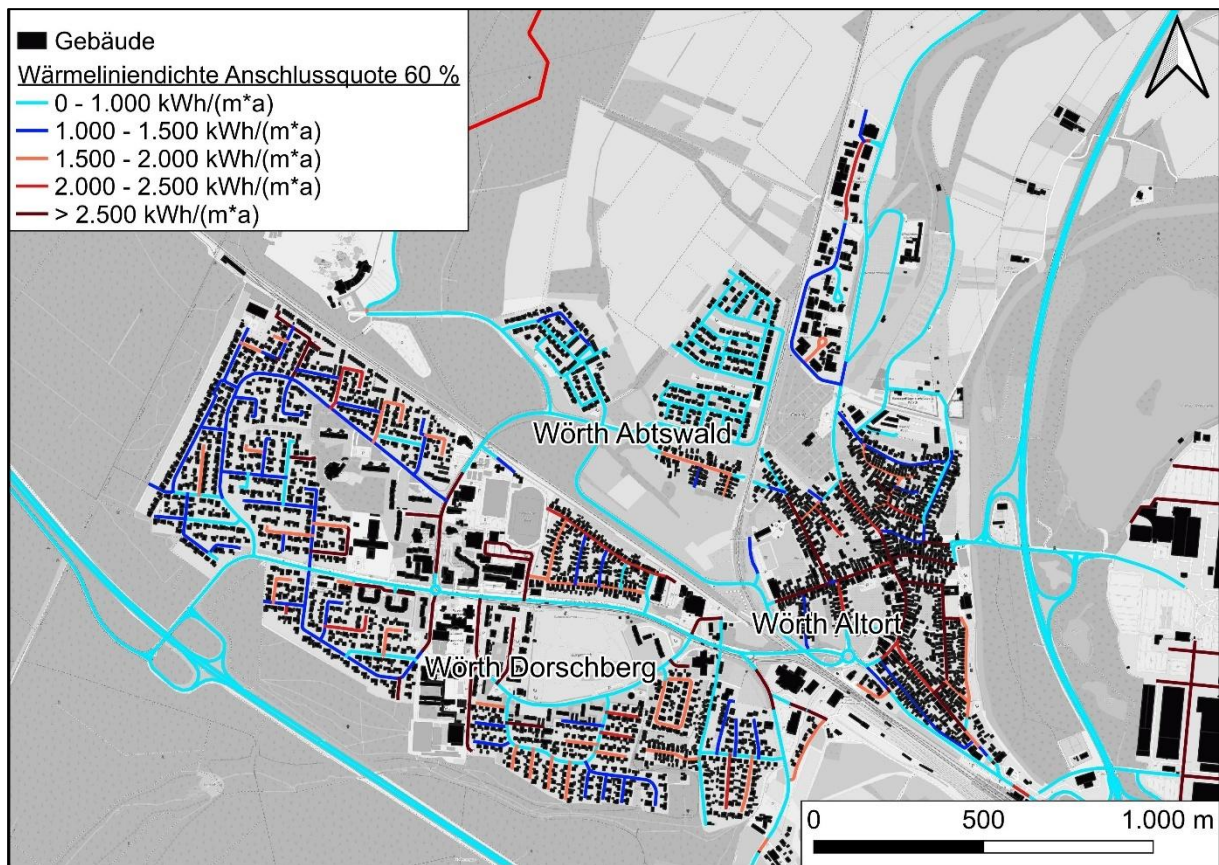 Gebäude
Wärmeliniendichte Anschlussquote 60 %
0 - 1.000 kWh/(m*a)
1.000 - 1.500 kWh/(m*a)
1.500 - 2.000 kWh/(m*a)
2.000 - 2.500 kWh/(m*a)
> 2.500 kWh/(m*a)
Wörth Abtswald
Wörth Altort
Wörth Dorschberg
0 500 1.000 m